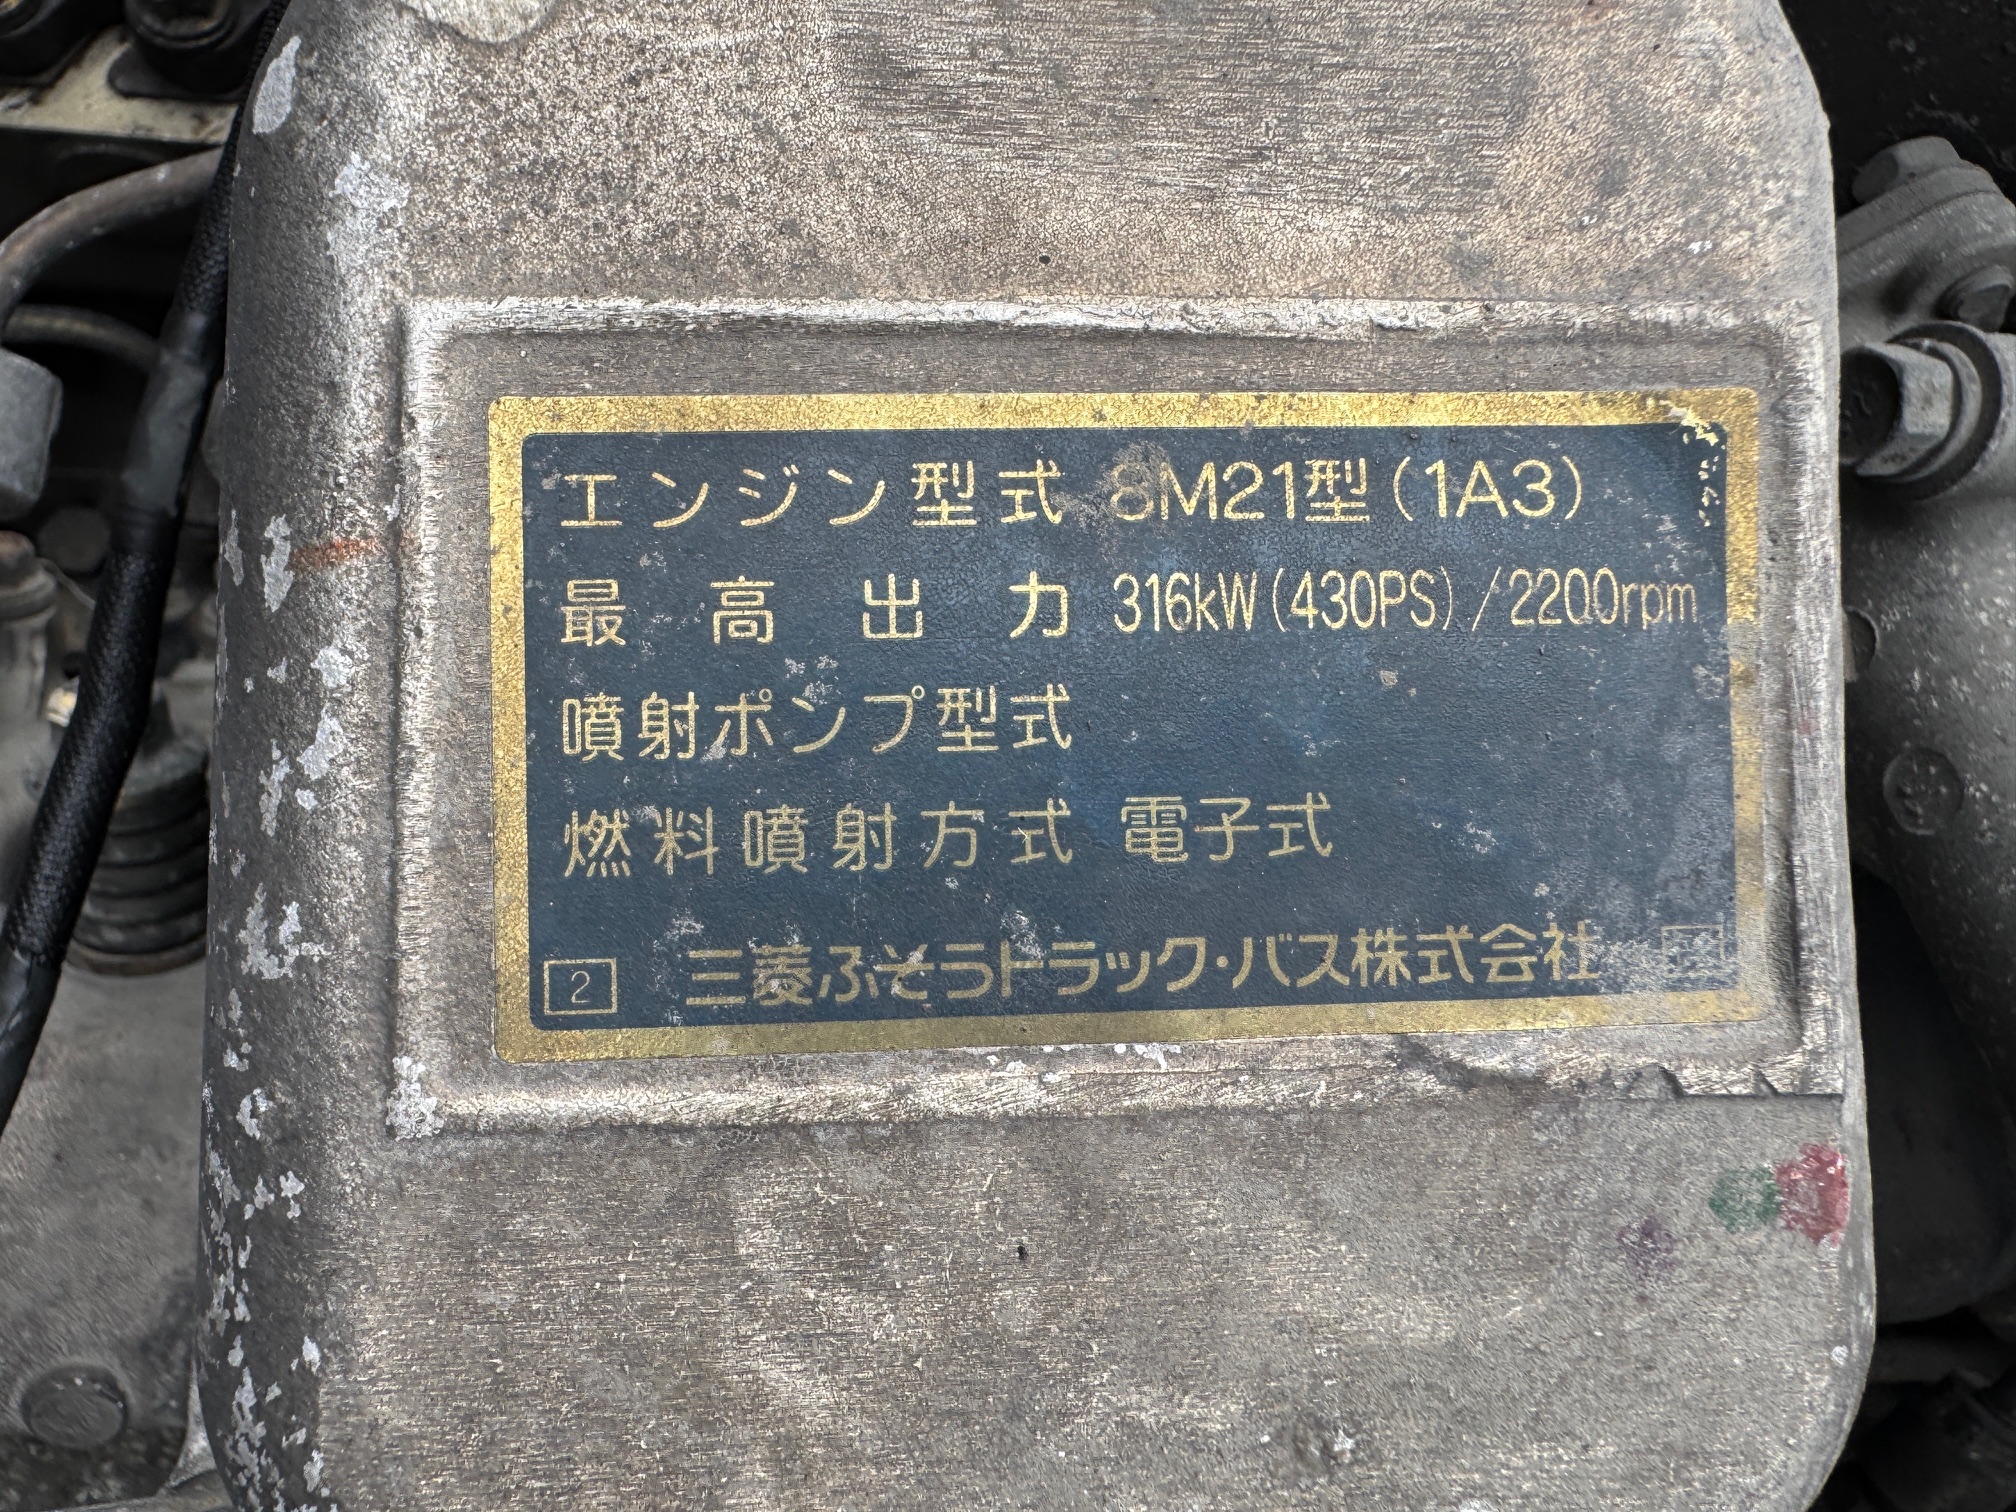 エンジン型式 8M21型(1A3)
最高出力 316kW(430PS)/2200rpm
噴射ポンプ型式
燃料噴射方式 電子式
2 三菱ふそうトラック・バス株式会社